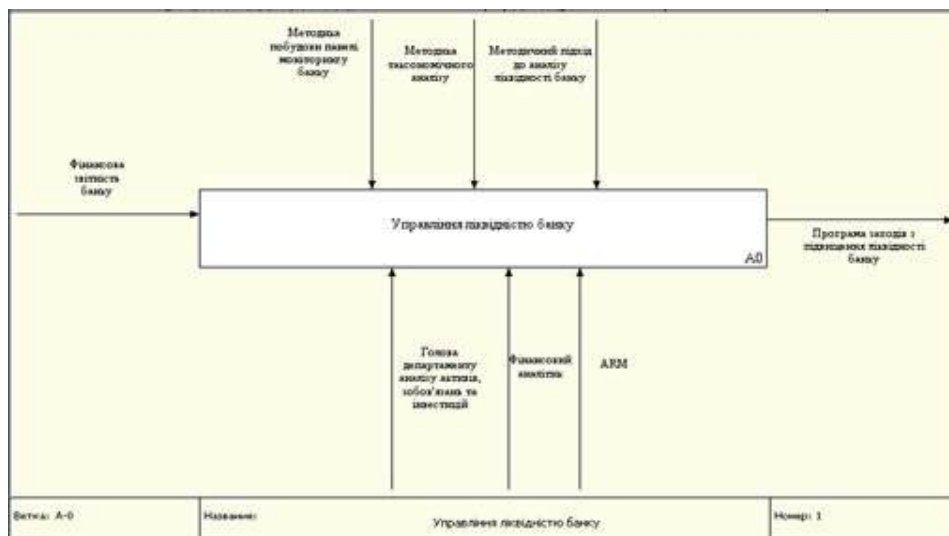 Методика
побудови панелі
моніторингу
банку
Методика
таксономічного
аналізу
Методичний підхід
до аналізу
ліквідності банку
Фінансова
звітність
банку
Управління ліквідністю банку
A0
Програма заходів з
підвищення ліквідності
банку
Голова
департаменту
аналізу активів,
зобов'язань та
інвестицій
Фінансовий
аналітик
ARM
Ветка: A-0
Название:
Управління ліквідністю банку
Номер: 1